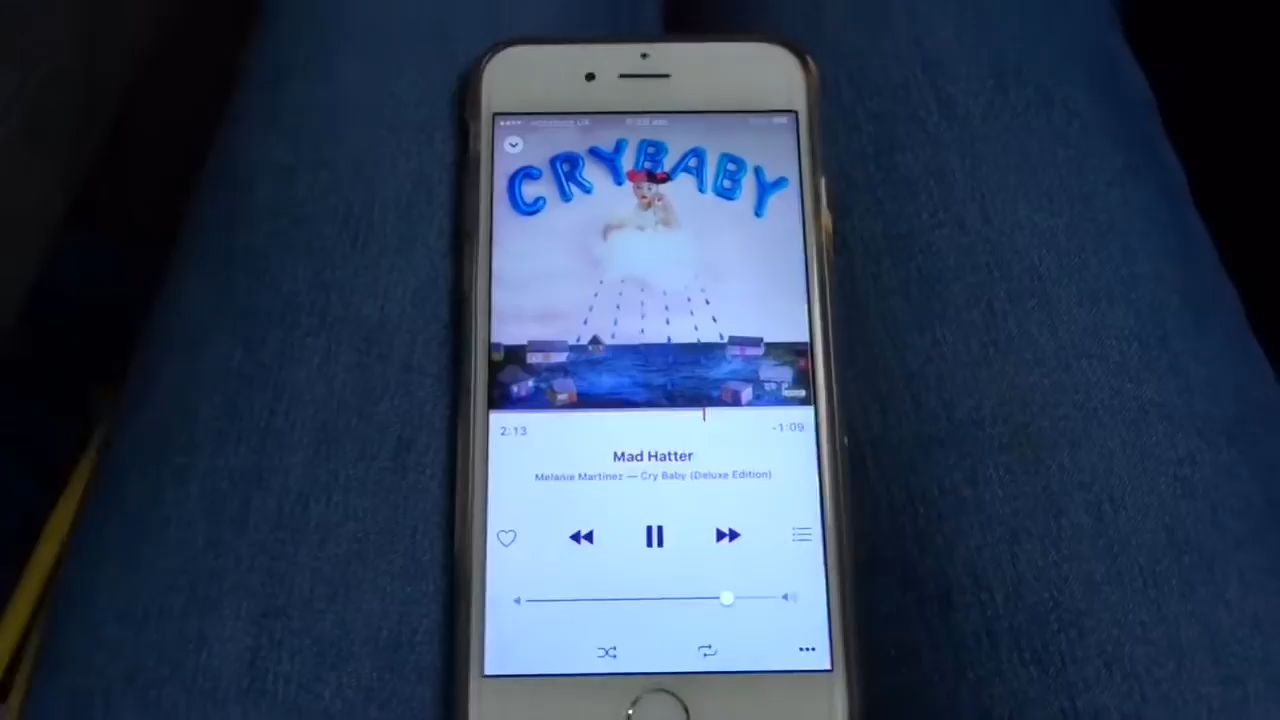 CRYBABY
2:13
-1:09
Mad Hatter
Melanie Martinez — Cry Baby (Deluxe Edition)